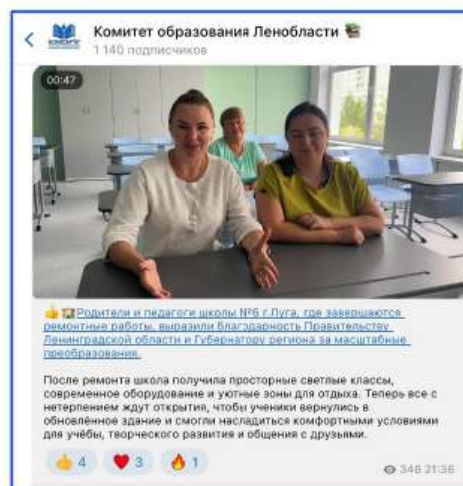 Комитет образования Ленобласти
1 140 подписчиков
00:47
Родители и педагоги школы №6 г.Луга, где завершаются
ремонтные работы, выразили благодарность Правительству
Ленинградской области и Губернатору региона за масштабные
преобразования.
После ремонта школа получила просторные светлые классы,
современное оборудование и уютные зоны для отдыха. Теперь все с
нетерпением ждут открытия, чтобы ученики вернулись в
обновлённое здание и смогли насладиться комфортными условиями
для учёбы, творческого развития и общения с друзьями.
4 3 1
346 21:36